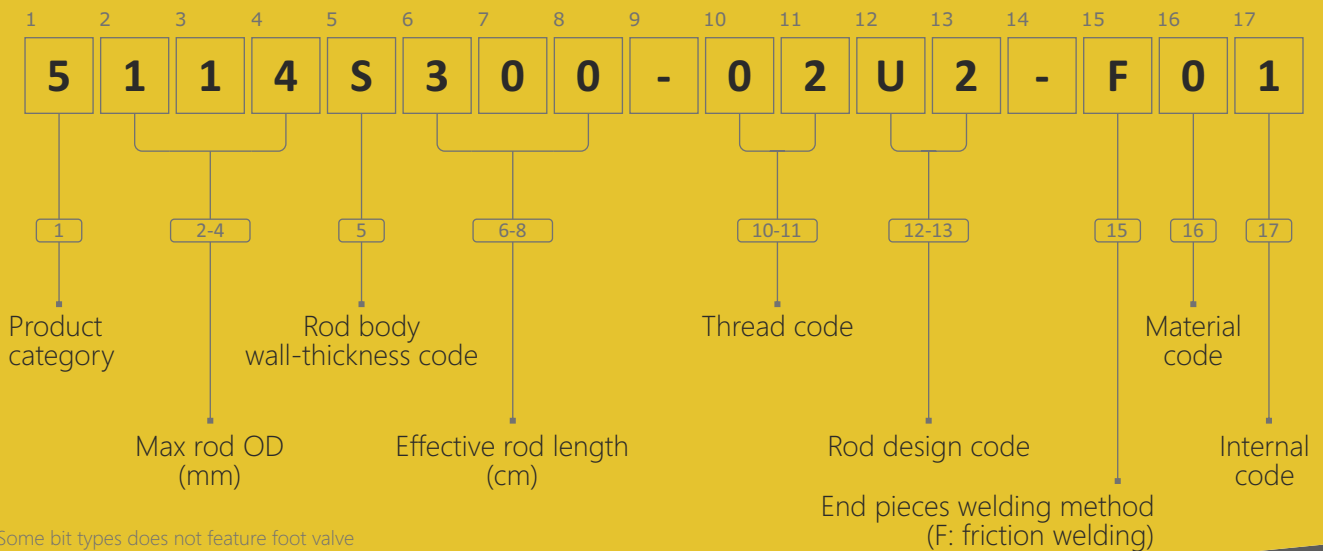 1 2 3 4 5 6 7 8 9 10 11 12 13 14 15 16 17
5 1 1 4 S 3 0 0 - 0 2 U 2 - F 0 1
1 2-4 5 6-8 10-11 12-13 15 16 17
Product
category
Rod body
wall-thickness code
Thread code
Material
code
Max rod OD
(mm)
Effective rod length
(cm)
Rod design code
Internal
code
End pieces welding method
(F: friction welding)
Some bit types does not feature foot valve